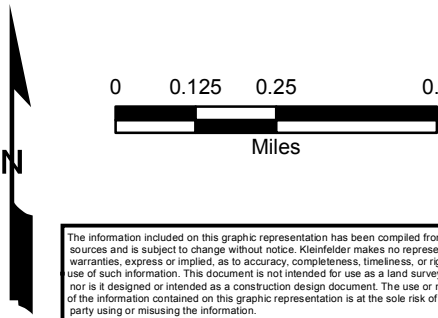 0 0.125 0.25 0.
Miles
N
The information included on this graphic representation has been compiled
sources and is subject to change without notice. Kleinfelder makes no
warranties, express or implied, as to accuracy, completeness, timeliness, or
use of such information. This document is not intended for use as a land
nor is it designed or intended as a construction design document. The use or
of the information contained on this graphic representation is at the sole risk of
party using or misusing the information.